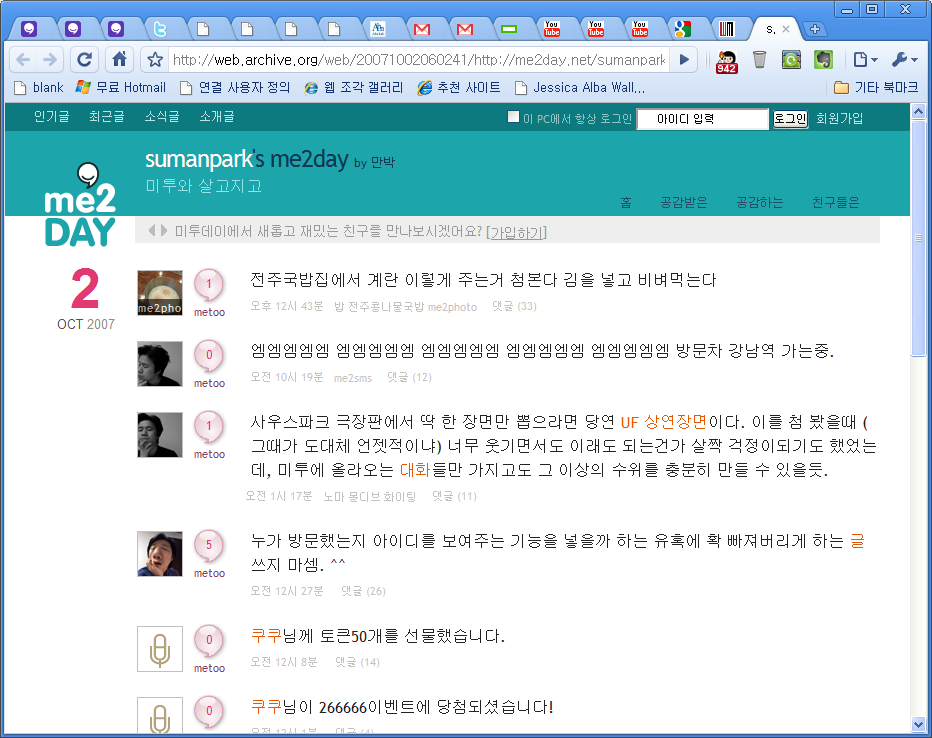 S.
http://web.archive.org/web/20071002060241/http://me2day.net/sumanpark
942
blank 무료 Hotmail 연결 사용자 정의 웹 조각 갤러리 추천 사이트 Jessica Alba Wall... 기타 북마크
인기글 최근글 소식글 소개글 이 PC에서 항상 로그인 아이디 입력 로그인 회원가입
sumanpark's me2day by 만박
미투와 살고지고
me2
DAY
홈 공감받은 공감하는 친구들은
미투데이에서 새롭고 재밌는 친구를 만나보시겠어요? [가입하기]
2
OCT 2007
me2pho
1
metoo
전주국밥집에서 계란 이렇게 주는거 첨본다 김을 넣고 비벼먹는다
오후 12시 43분 밥 전주콩나물국밥 me2photo 댓글 (33)
0
metoo
엠엠엠엠엠 엠엠엠엠엠 엠엠엠엠엠 엠엠엠엠엠 엠엠엠엠엠 방문차 강남역 가는중.
오전 10시 19분 me2sms 댓글 (12)
1
metoo
사우스파크 극장판에서 딱 한 장면만 뽑으라면 당연 UF 상연장면이다. 이를 첨 봤을때 (
그때가 도대체 언젯적이냐) 너무 웃기면서도 이래도 되는건가 살짝 걱정이되기도 했었는
데, 미투에 올라오는 대화들만 가지고도 그 이상의 수위를 충분히 만들 수 있을듯.
오전 1시 17분 노마 몽디브 화이팅 댓글 (11)
5
metoo
누가 방문했는지 아이디를 보여주는 기능을 넣을까 하는 유혹에 확 빠져버리게 하는 글
쓰지 마셈. ^^
오전 12시 27분 댓글 (26)
0
metoo
쿠쿠님께 토큰50개를 선물했습니다.
오전 12시 8분 댓글 (14)
0
쿠쿠님이 266666이벤트에 당첨되셨습니다!
오전 12시 1분 댓글 (4)